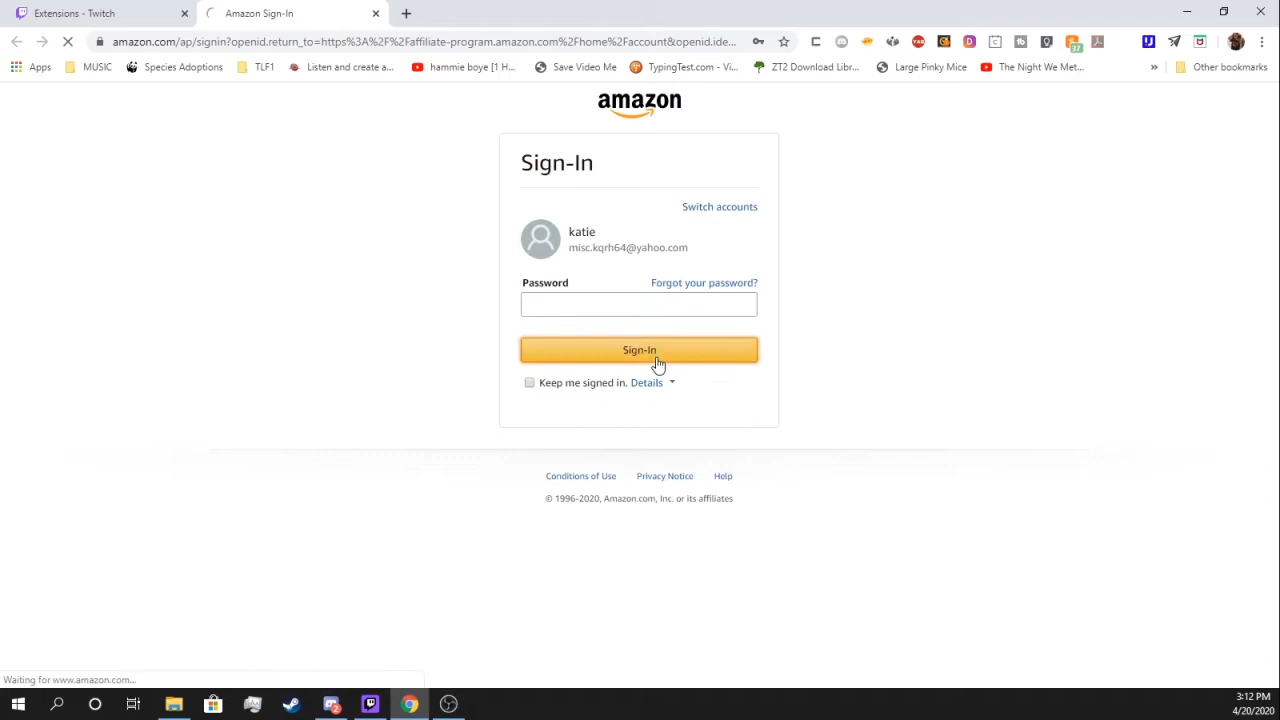 Extensions - Twitch
Amazon Sign-In
amazon.com/ap/signin?openid.return_to=https%3A%2F%2Faffiliate-program.amazon.com%2Fhome%2Faccount&openid.ide...
37
Apps MUSIC Species Adoptions TLF1 Listen and create a... hammie boye [1 H... Save Video Me TypingTest.com - Vi... ZT2 Download Libr... Large Pinky Mice The Night We Met... » Other bookmarks
amazon
Sign-In
Switch accounts
katie
misc.kqrh64@yahoo.com
Password Forgot your password?
Sign-In
Keep me signed in. Details
Conditions of Use Privacy Notice Help
© 1996-2020, Amazon.com, Inc. or its affiliates
Waiting for www.amazon.com...
3:12 PM
4/20/2020